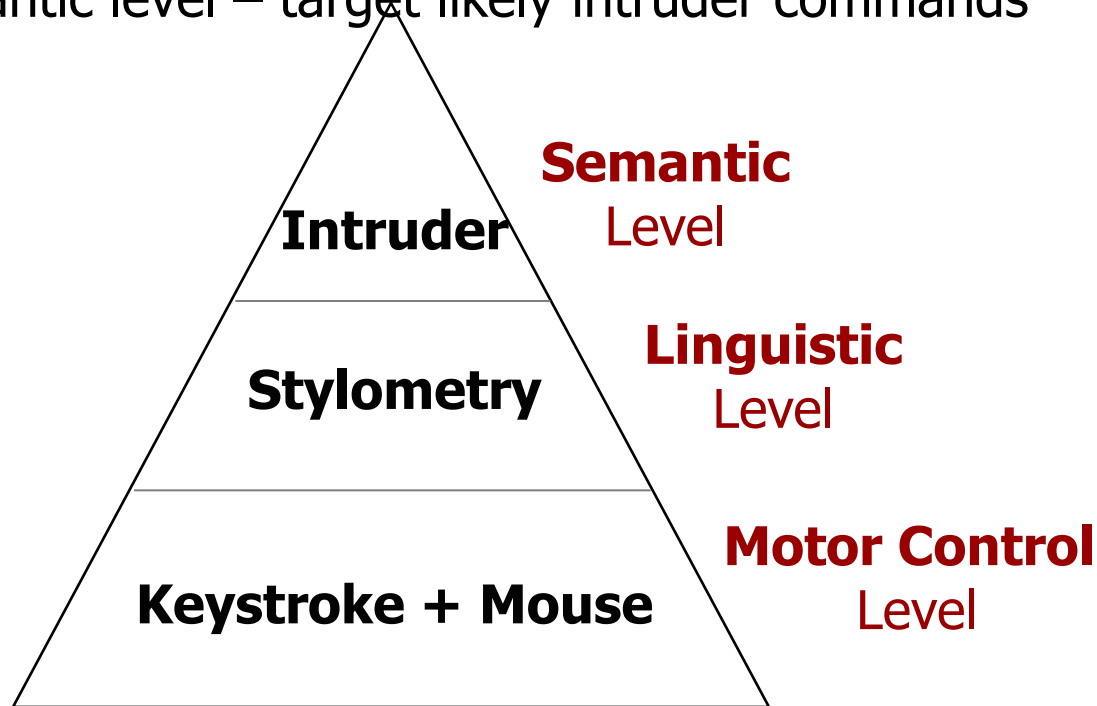 level – target likely intruder commands
Semantic
Level
Intruder
Linguistic
Level
Stylometry
Motor Control
Level
Keystroke + Mouse